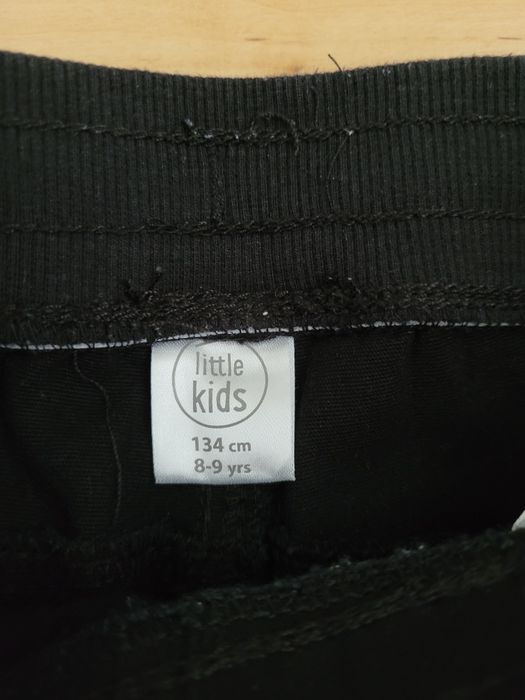 little
kids
134 cm
8-9 yrs